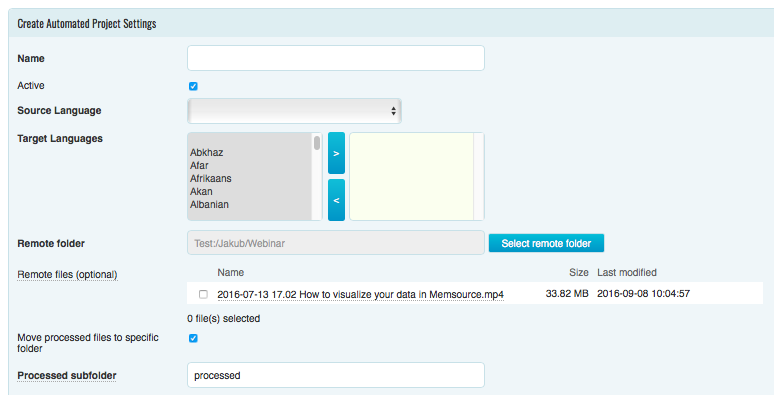 Create Automated Project Settings
Name
Active
Source Language
Target Languages
Abkhaz
Afar
Afrikaans
Akan
Albanian
>
<
Remote folder
Test:/Jakub/Webinar
Select remote folder
Remote files (optional)
Name Size Last modified
2016-07-13 17.02 How to visualize your data in Memsource.mp4 33.82 MB 2016-09-08 10:04:57
0 file(s) selected
Move processed files to specific
folder
Processed subfolder
processed